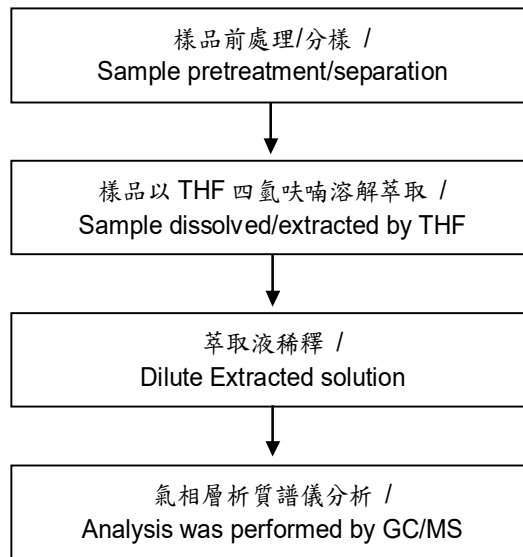 樣品前處理/分樣 /
Sample pretreatment/separation
樣品以 THF 四氫呋喃溶解萃取 /
Sample dissolved/extracted by THF
萃取液稀釋 /
Dilute Extracted solution
氣相層析質譜儀分析 /
Analysis was performed by GC/MS